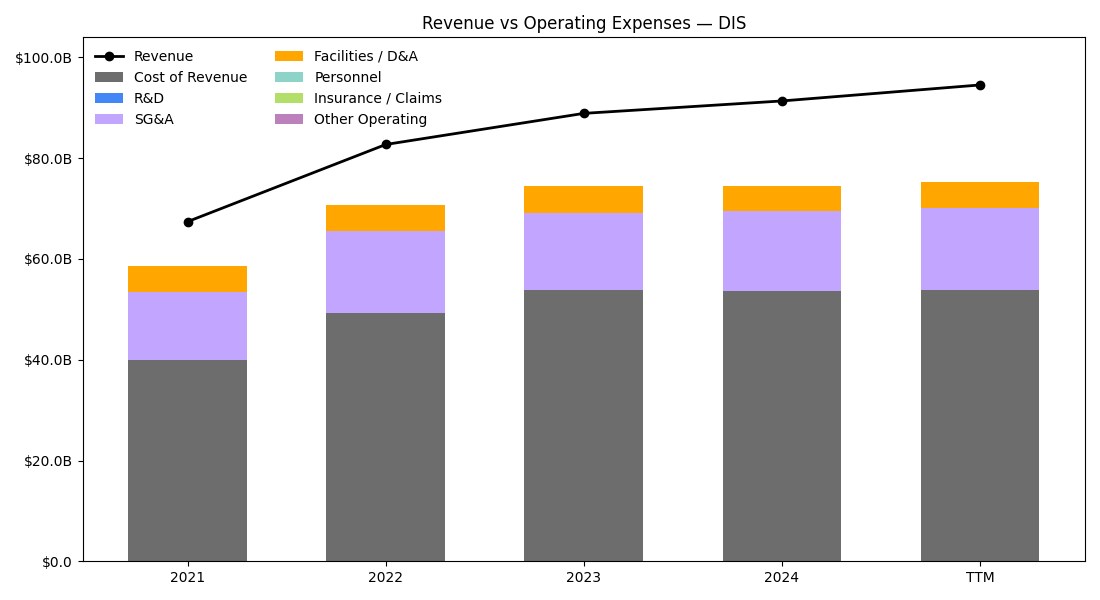 Revenue vs Operating Expenses — DIS
$100.0B
$80.0B
$60.0B
$40.0B
$20.0B
$0.0
Revenue
Cost of Revenue
R&D
SG&A
Facilities / D&A
Personnel
Insurance / Claims
Other Operating
2021
2022
2023
2024
TTM